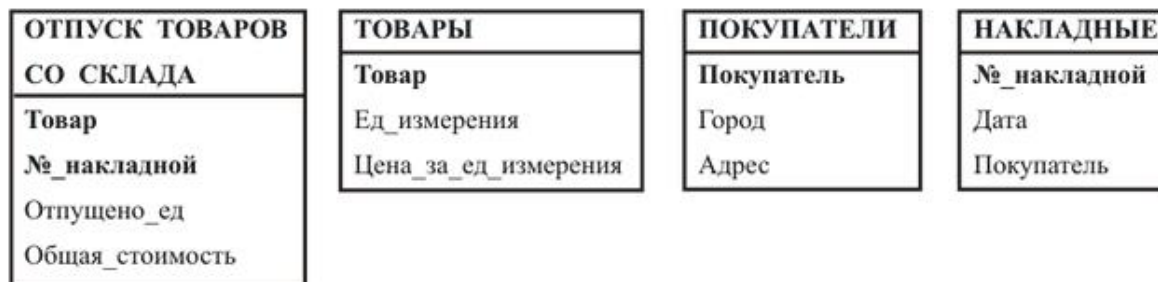 ОТПУСК ТОВАРОВ
СО СКЛАДА
Товар
№_накладной
Отпущено_ед
Общая_стоимость
ТОВАРЫ
Товар
Ед_измерения
Цена_за_ед_измерения
ПОКУПАТЕЛИ
Покупатель
Город
Адрес
НАКЛАДНЫЕ
№_накладной
Дата
Покупатель